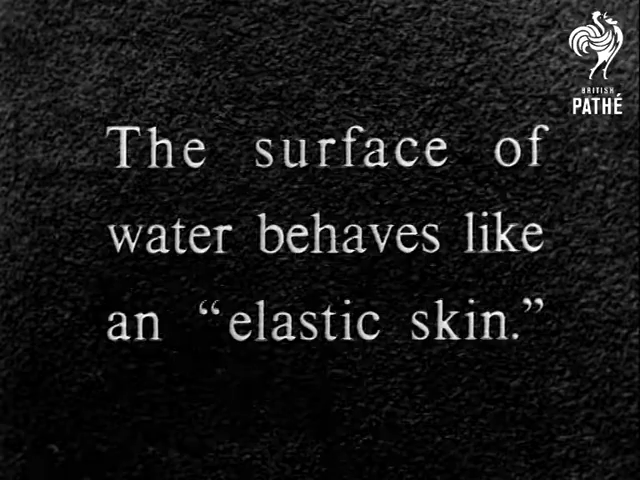 BRITISH
PATHÉ
The surface of
water behaves like
an “elastic skin.”